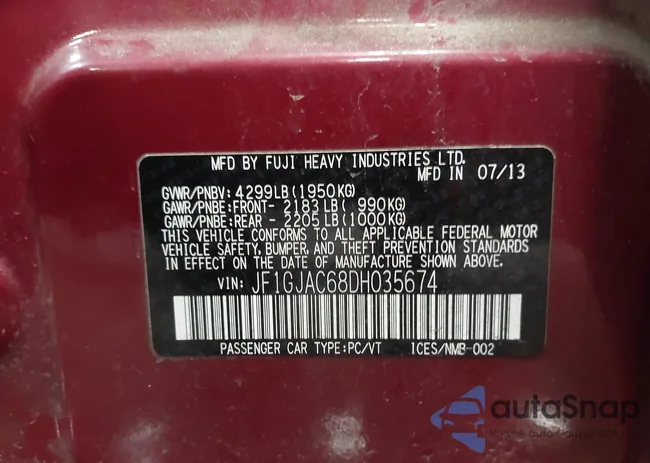 MFD BY FUJI HEAVY INDUSTRIES LTD.
MFD IN 07/13
GVWR/PNBV: 4299LB(1950KG)
GAWR/PNBE:FRONT- 2183 LB( 990KG)
GAWR/PNBE:REAR - 2205 LB(1000KG)
THIS VEHICLE CONFORMS TO ALL APPLICABLE FEDERAL MOTOR
VEHICLE SAFETY, BUMPER, AND THEFT PREVENTION STANDARDS
IN EFFECT ON THE DATE OF MANUFACTURE SHOWN ABOVE.
VIN: JF1GJAC68DH035674
PASSENGER CAR TYPE:PC/VT ICES/NMB-002
autoSnap